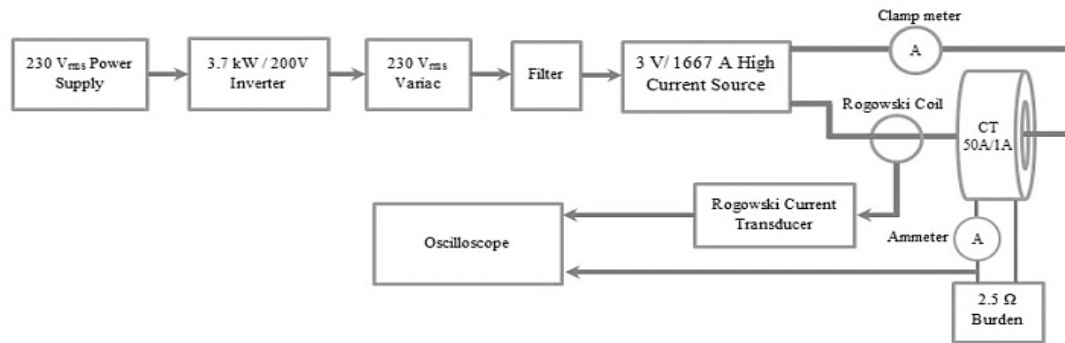 Clamp meter
A
230 Vrms Power
Supply
3.7 kW / 200V
Inverter
230 Vrms
Variac
Filter
3 V/ 1667 A High
Current Source
Rogowski Coil
CT
50A/1A
Rogowski Current
Transducer
Oscilloscope
Ammeter
A
2.5 Ω
Burden